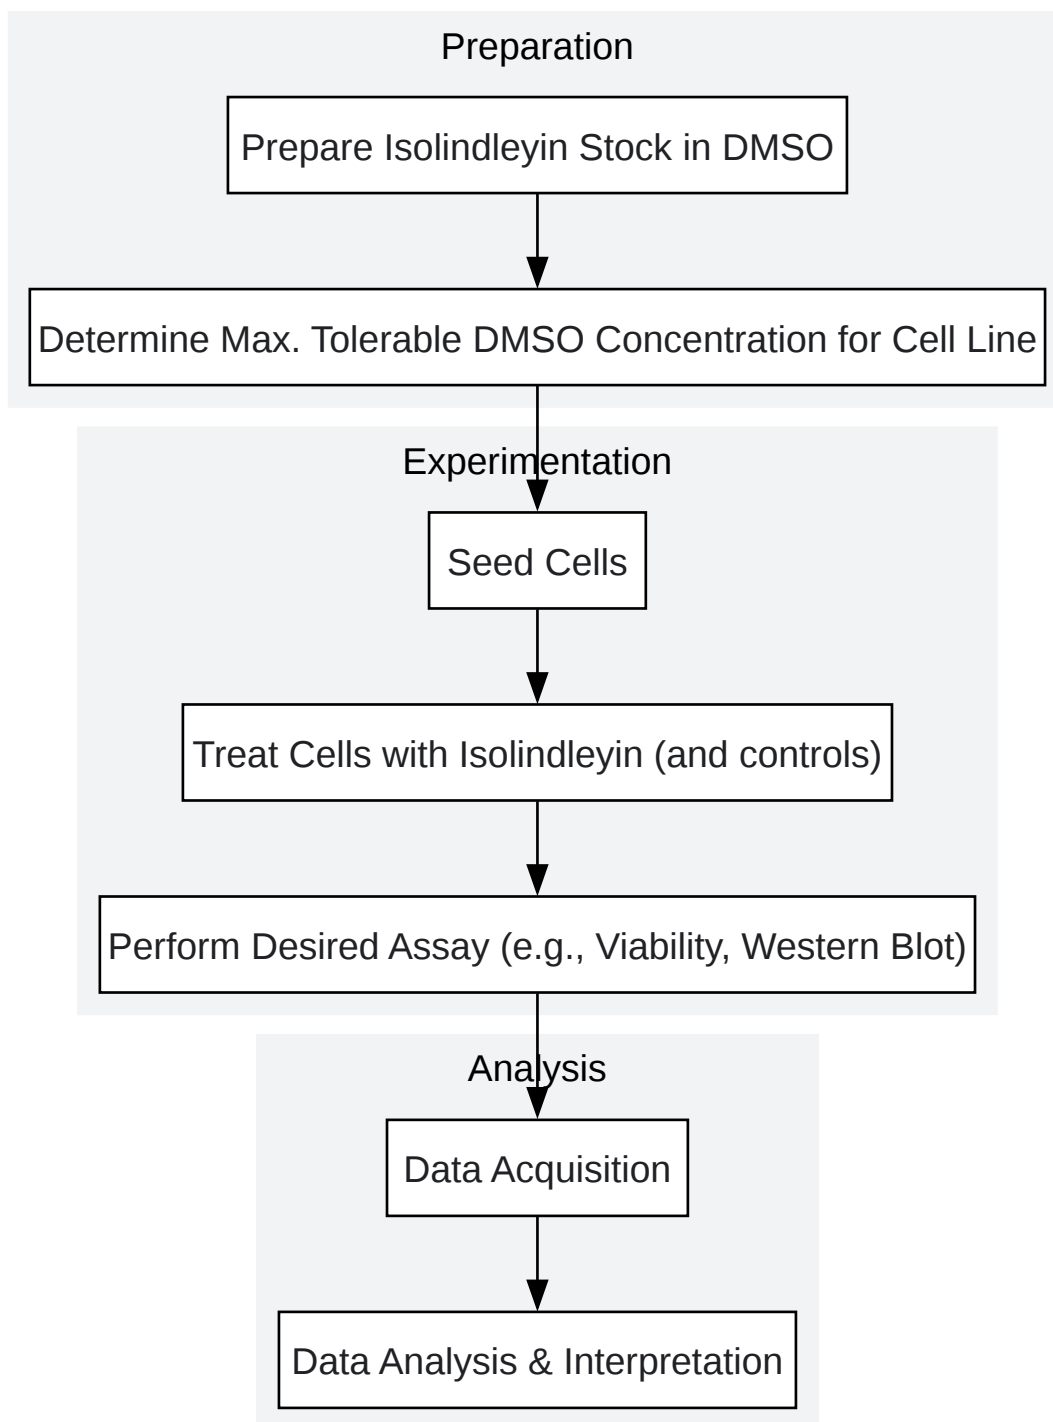 Preparation
Prepare Isolindleyin Stock in DMSO
Determine Max. Tolerable DMSO Concentration for Cell Line
Experimentation
Seed Cells
Treat Cells with Isolindleyin (and controls)
Perform Desired Assay (e.g., Viability, Western Blot)
Analysis
Data Acquisition
Data Analysis & Interpretation